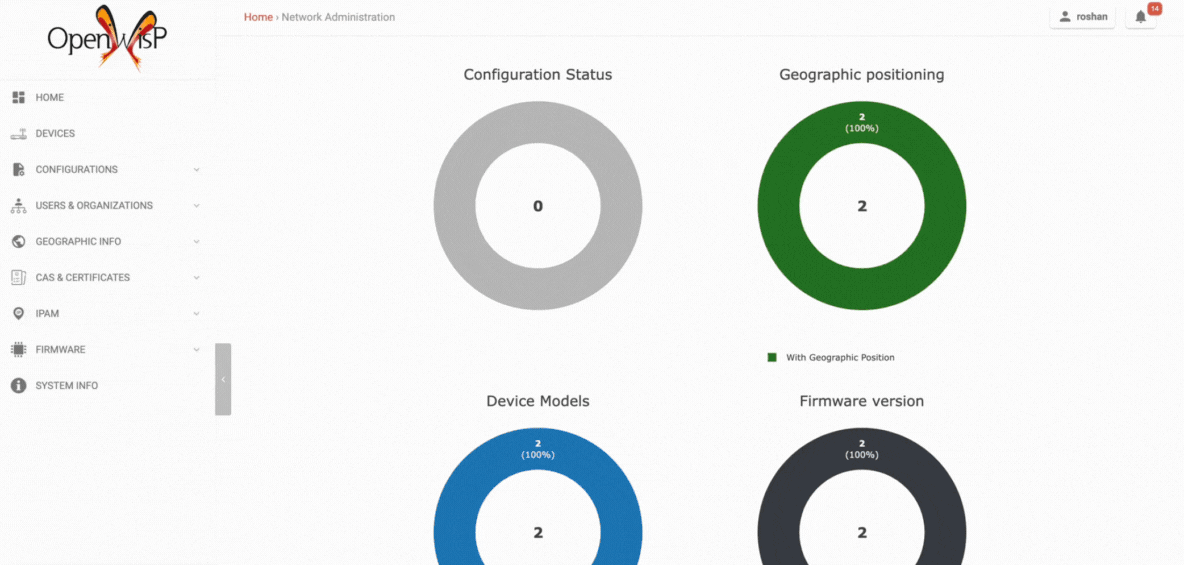 OpenWISP
Home › Network Administration
roshan
14
HOME
DEVICES
CONFIGURATIONS
USERS & ORGANIZATIONS
GEOGRAPHIC INFO
CAS & CERTIFICATES
IPAM
FIRMWARE
SYSTEM INFO
Configuration Status
0
Geographic positioning
2
(100%)
2
With Geographic Position
Device Models
2
(100%)
2
Firmware version
2
(100%)
2